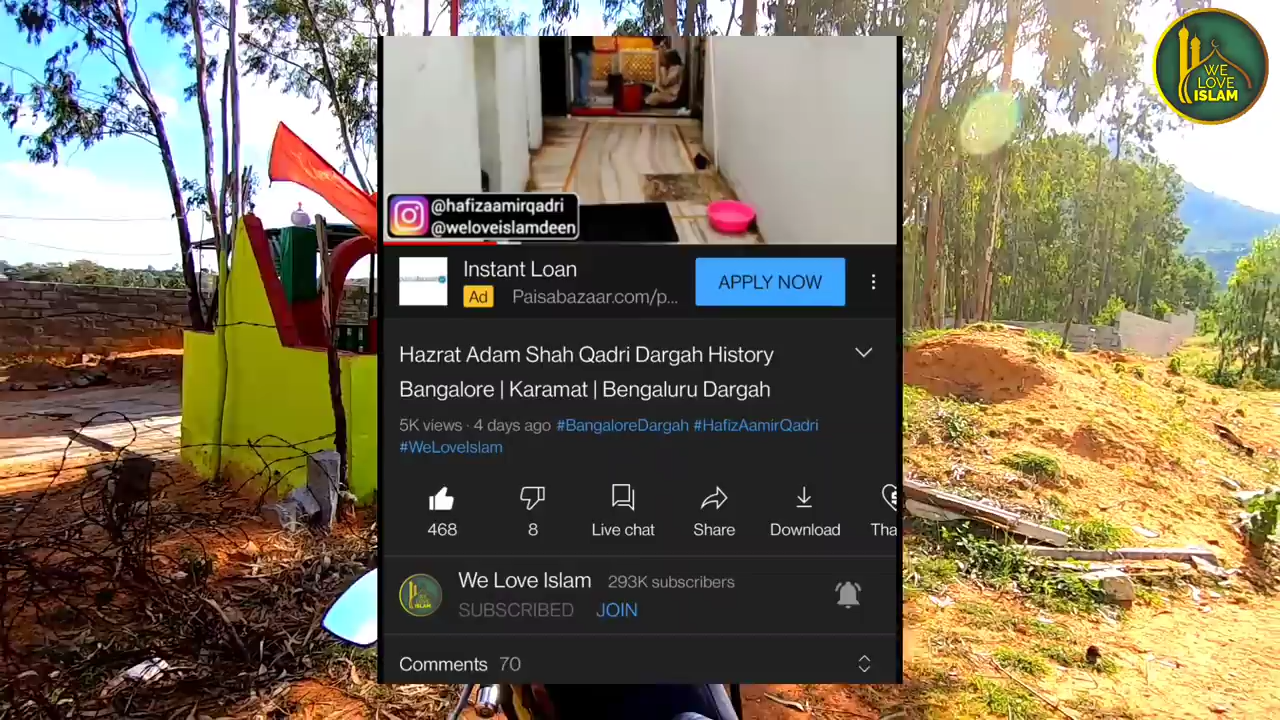 WE
LOVE
ISLAM
@hafizaamirqadri
@weloveislamdeen
Instant Loan
Ad Paisabazaar.com/p...
APPLY NOW
Hazrat Adam Shah Qadri Dargah History
Bangalore | Karamat | Bengaluru Dargah
5K views · 4 days ago #BangaloreDargah #HafizAamirQadri
#WeLoveIslam
468 8 Live chat Share Download Tha
We Love Islam 293K subscribers
SUBSCRIBED JOIN
Comments 70